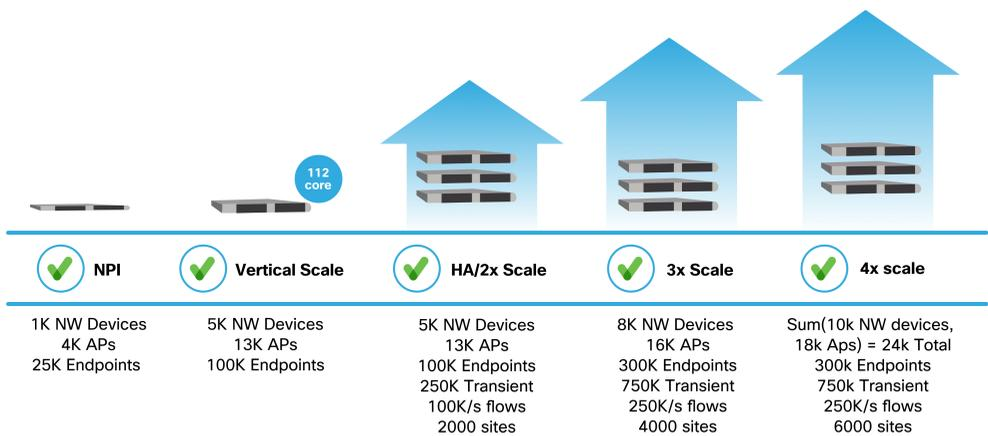 112
core
NPI
Vertical Scale
HA/2x Scale
3x Scale
4x scale
1K NW Devices
4K APs
25K Endpoints
5K NW Devices
13K APs
100K Endpoints
5K NW Devices
13K APs
100K Endpoints
250K Transient
100K/s flows
2000 sites
8K NW Devices
16K APs
300K Endpoints
750K Transient
250K/s flows
4000 sites
Sum(10k NW devices,
18k Aps) = 24k Total
300k Endpoints
750k Transient
250K/s flows
6000 sites